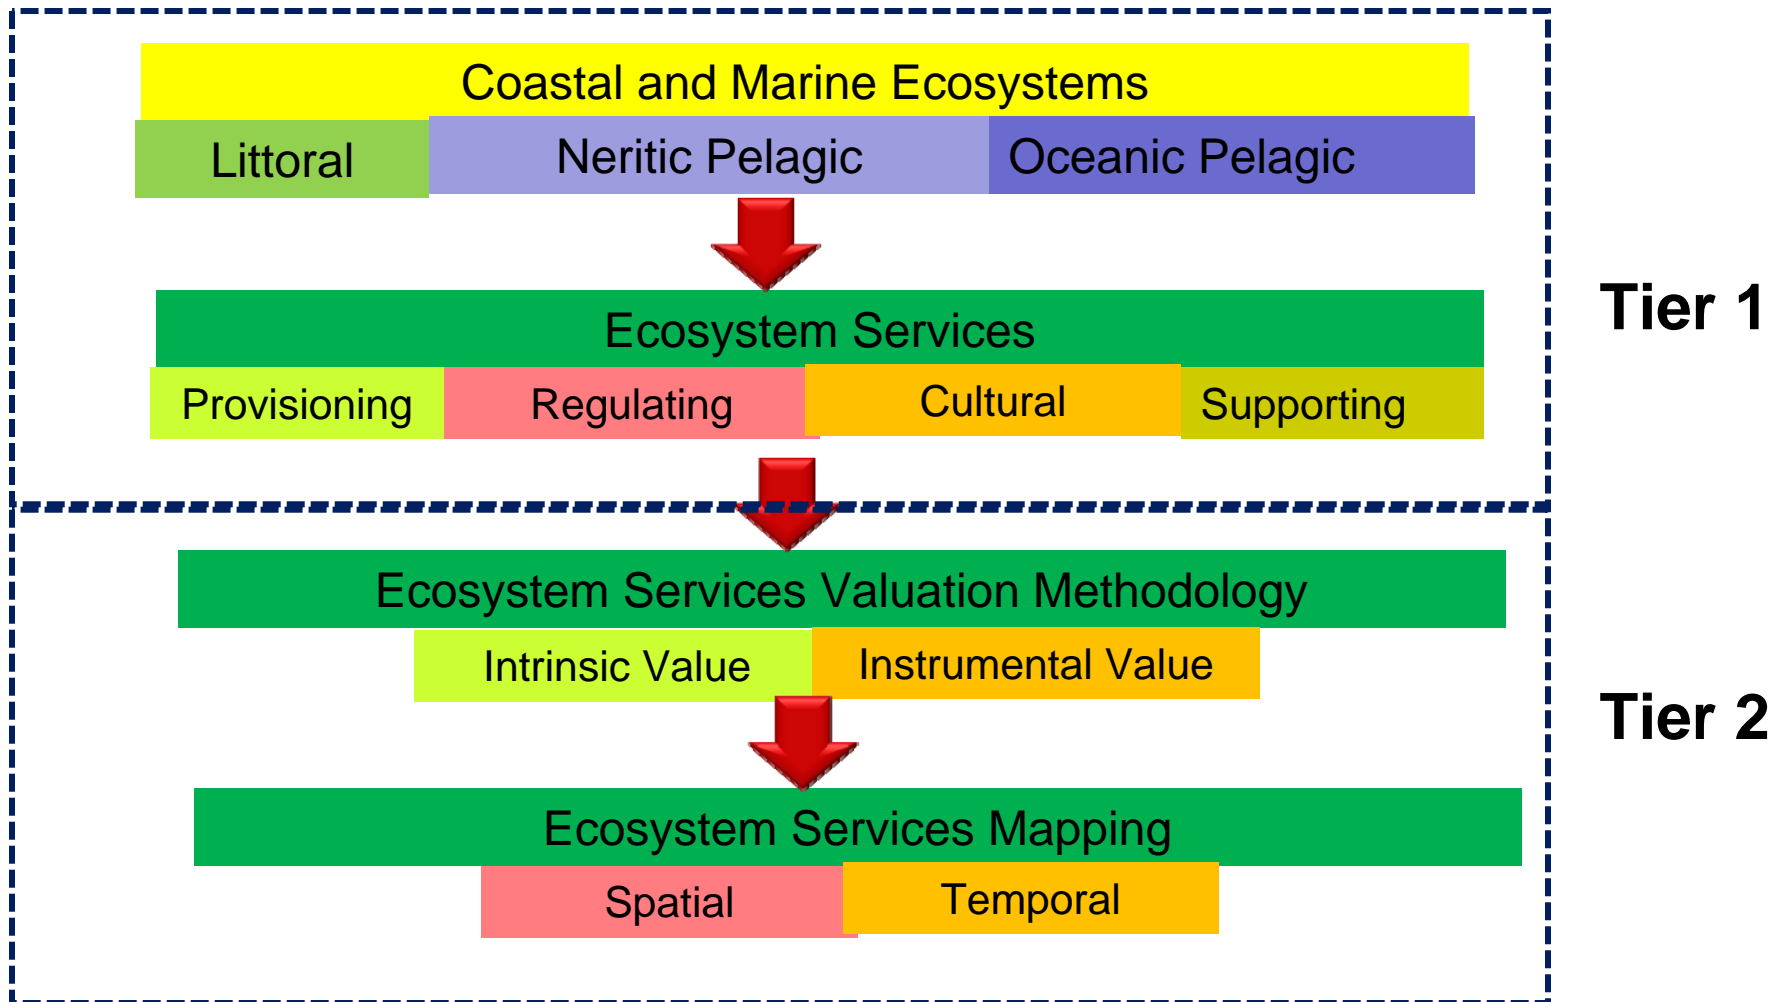 Coastal and Marine Ecosystems
Littoral
Neritic Pelagic
Oceanic Pelagic
Ecosystem Services
Provisioning
Regulating
Cultural
Supporting
Tier 1
Ecosystem Services Valuation Methodology
Intrinsic Value
Instrumental Value
Ecosystem Services Mapping
Spatial
Temporal
Tier 2